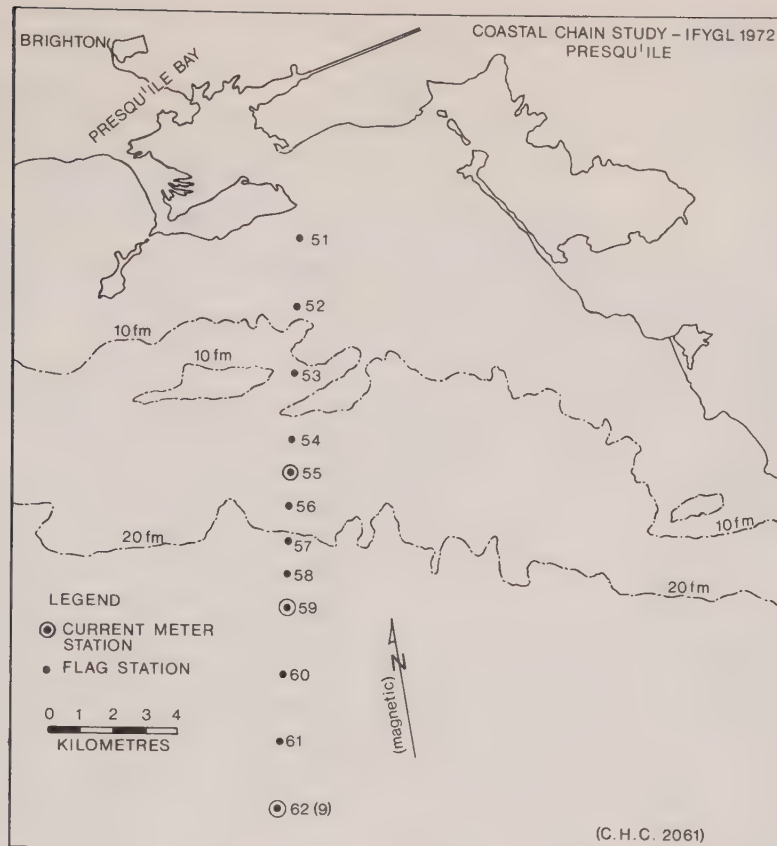 COASTAL CHAIN STUDY – IFYGL 1972
PRESQU'ILE
BRIGHTON
PRESQU'ILE BAY
51
52
10 fm
10 fm
53
54
55
56
10 fm
20 fm
57
58
20 fm
59
LEGEND
CURRENT METER
STATION
FLAG STATION
60
N
(magnetic)
0 1 2 3 4
KILOMETRES
61
62 (9)
(C.H.C. 2061)